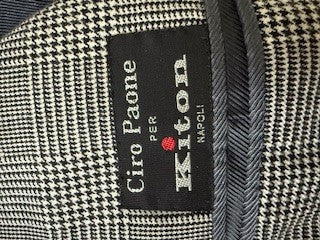 Ciro Paone
PER
Kiton
NAPOLI